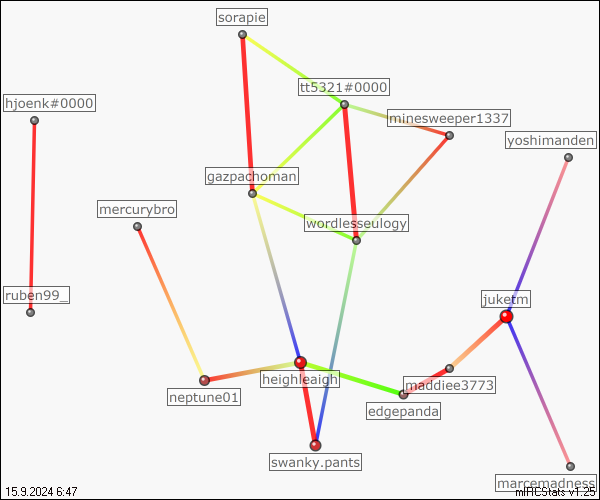 sorapie
tt5321#0000
hjoenk#0000
minesweeper1337
yoshimanden
gazpachoman
mercurybro
wordlesseulogy
ruben99_
juketm
heighleaigh
maddiee3773
neptune01
edgepanda
swanky.pants
marcemadness
15.9.2024 6:47
mIRCStats v1.25